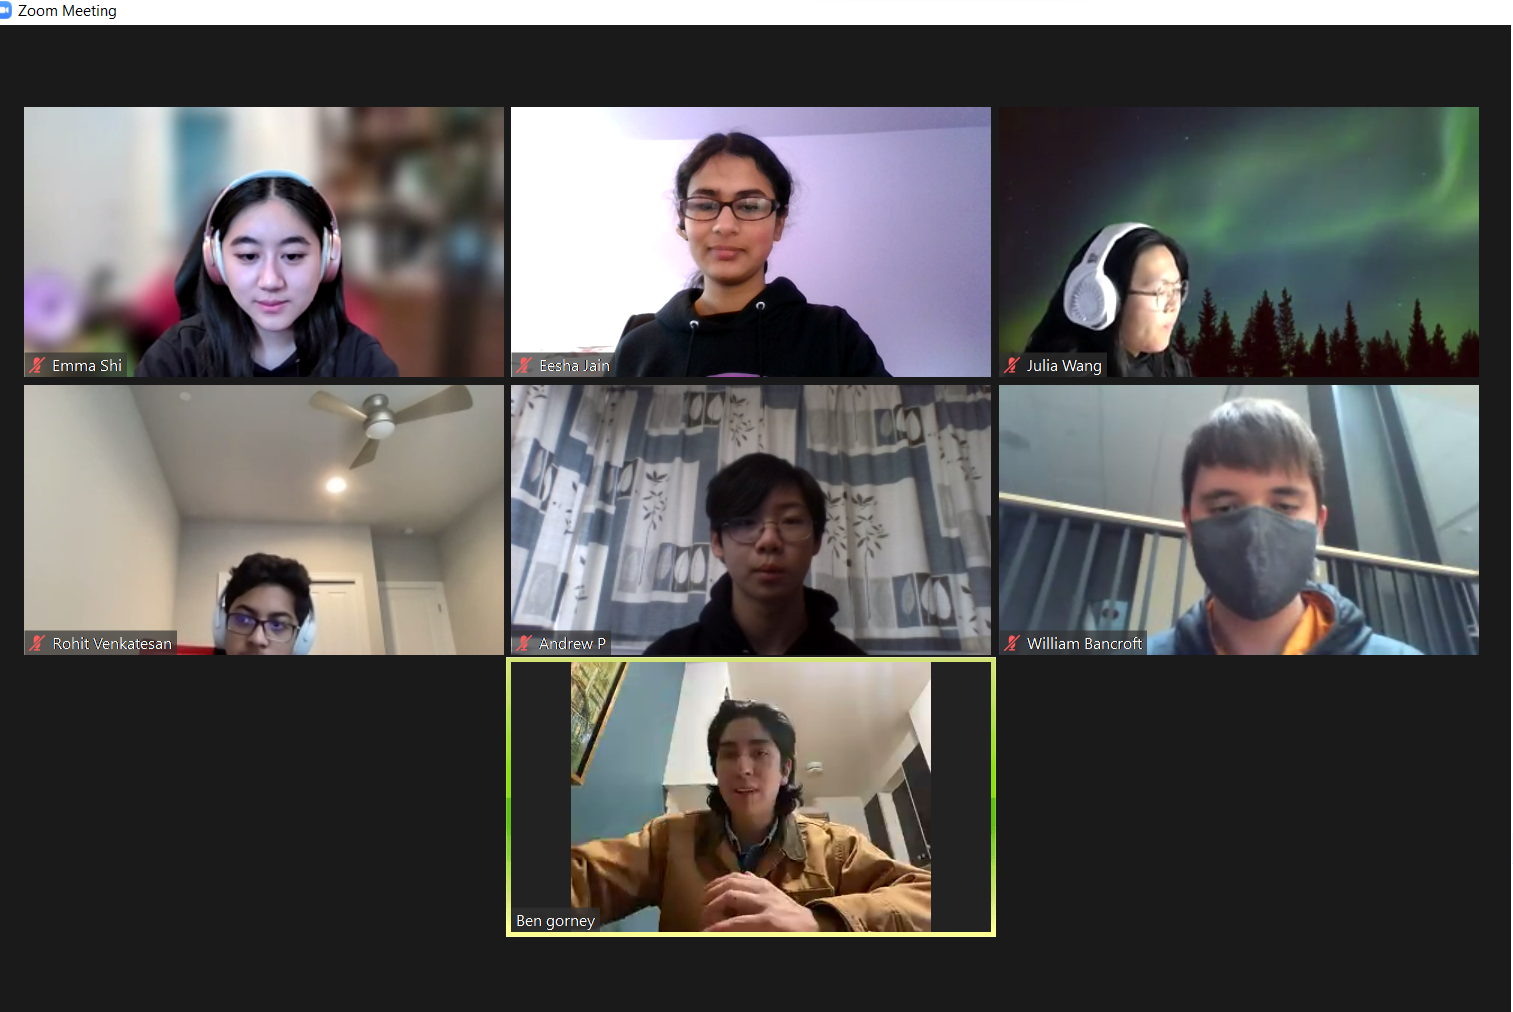 Zoom Meeting
Emma Shi
Eesha Jain
Julia Wang
Rohit Venkatesan
Andrew P
William Bancroft
Ben gorney